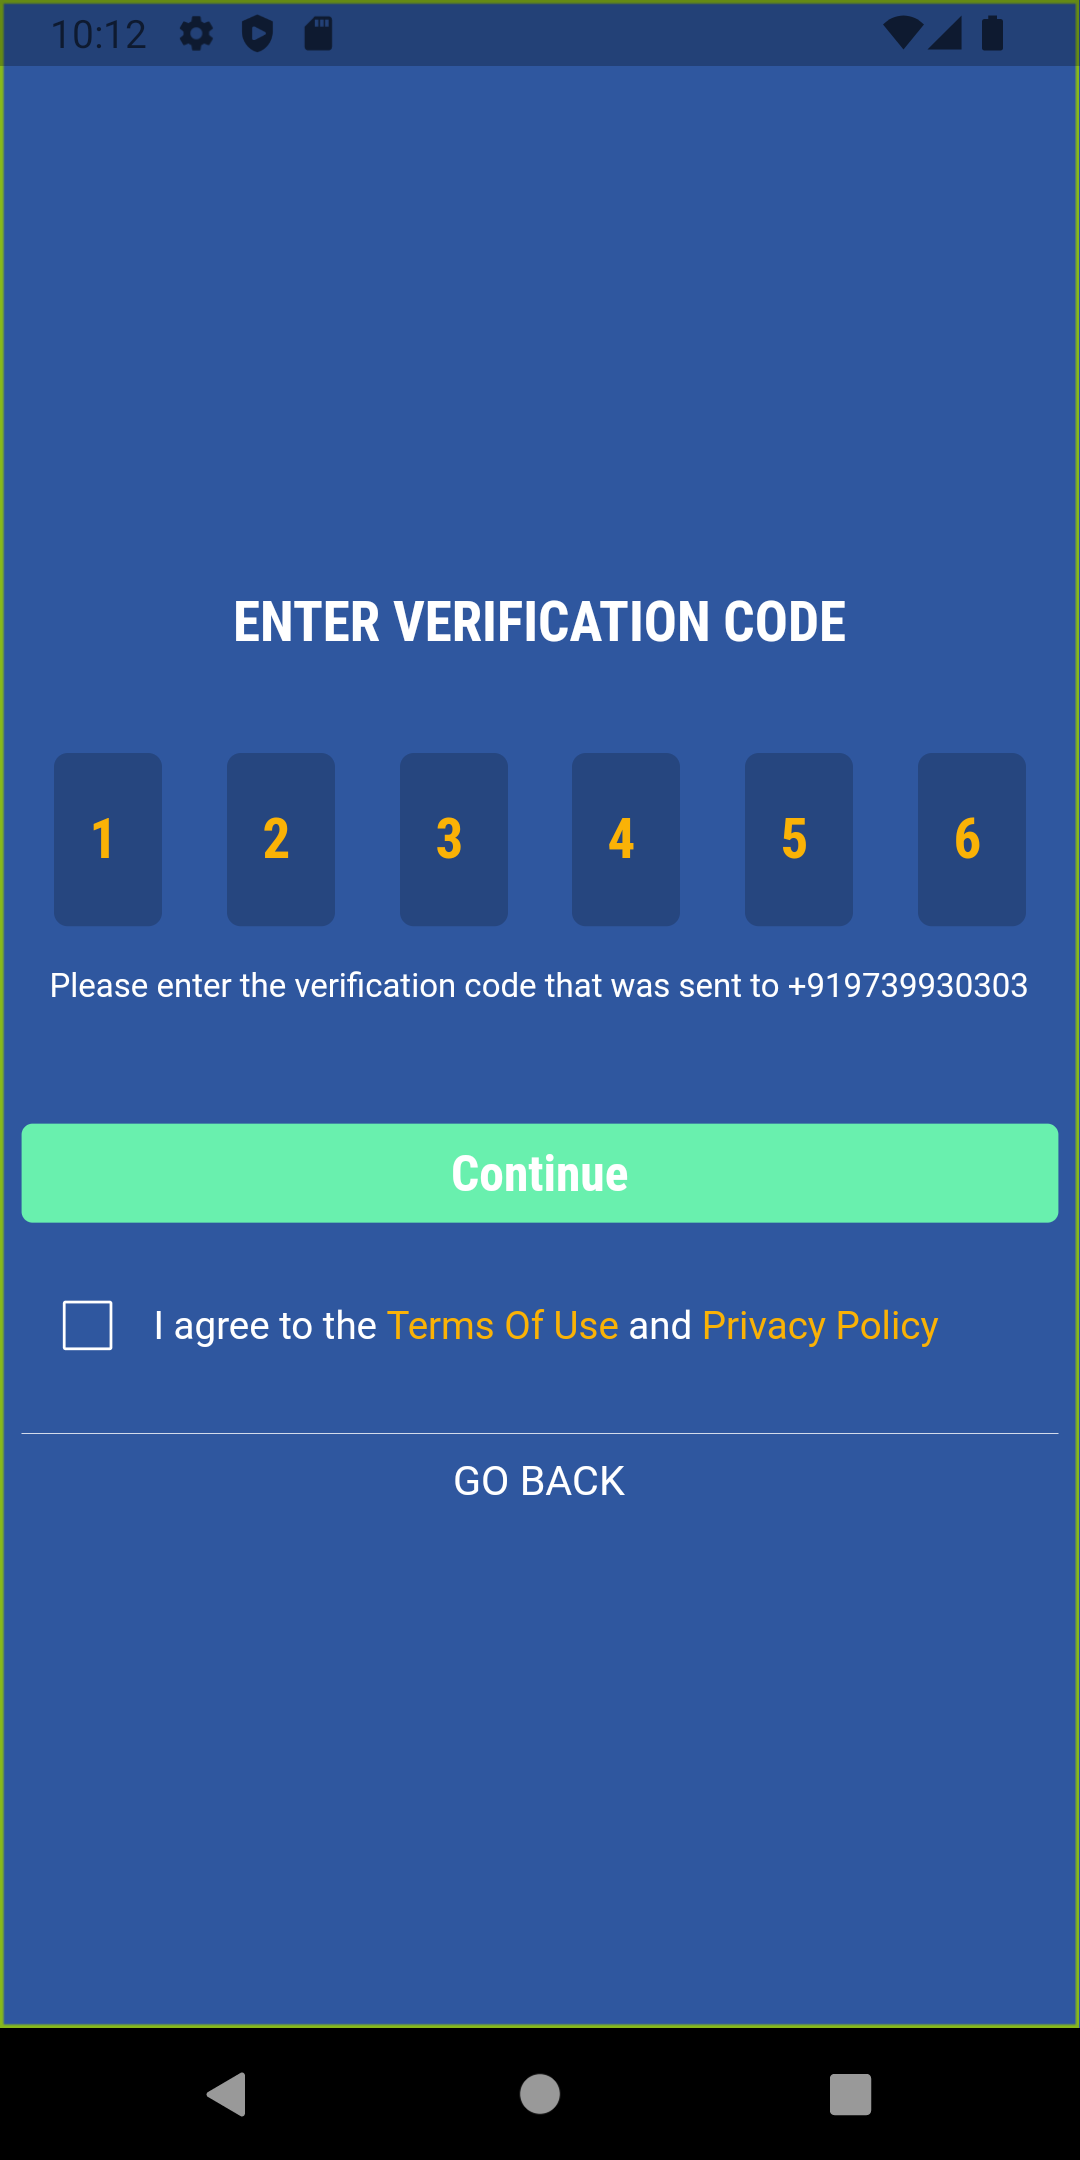 10:12
ENTER VERIFICATION CODE
1 2 3 4 5 6
Please enter the verification code that was sent to +919739930303
Continue
I agree to the Terms Of Use and Privacy Policy
GO BACK